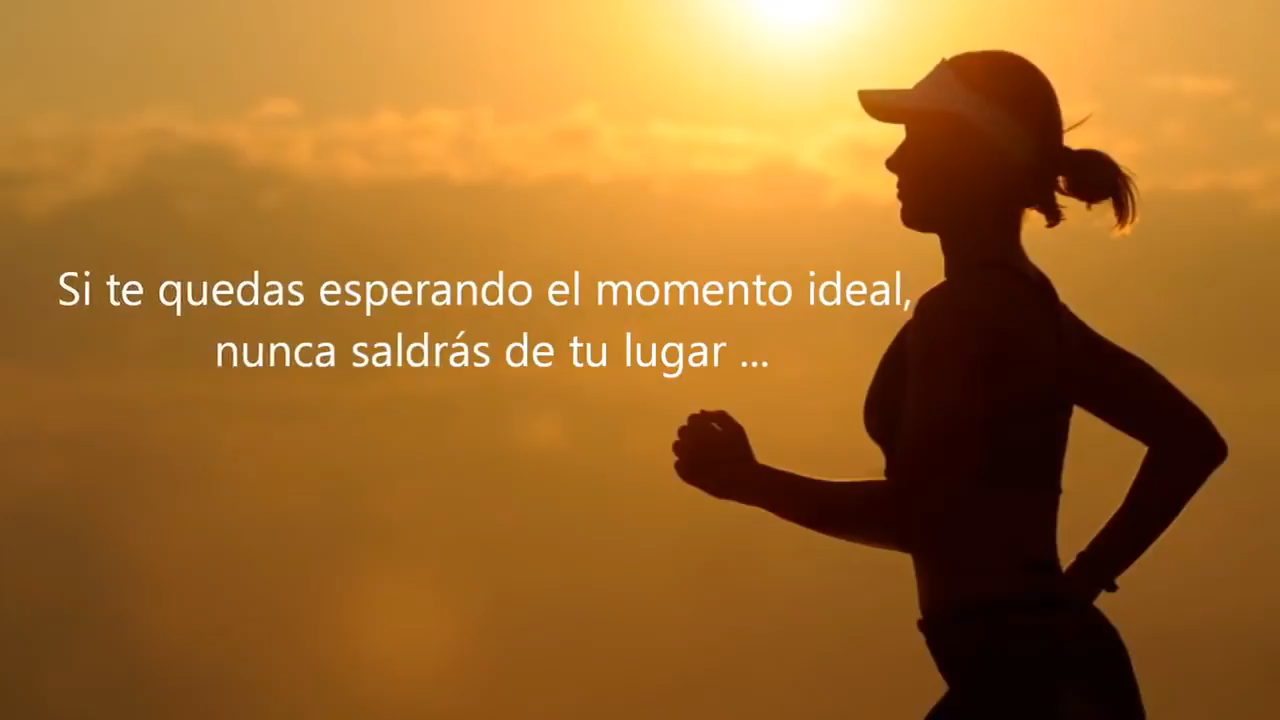 Si te quedas esperando el momento ideal,
nunca saldrás de tu lugar ...